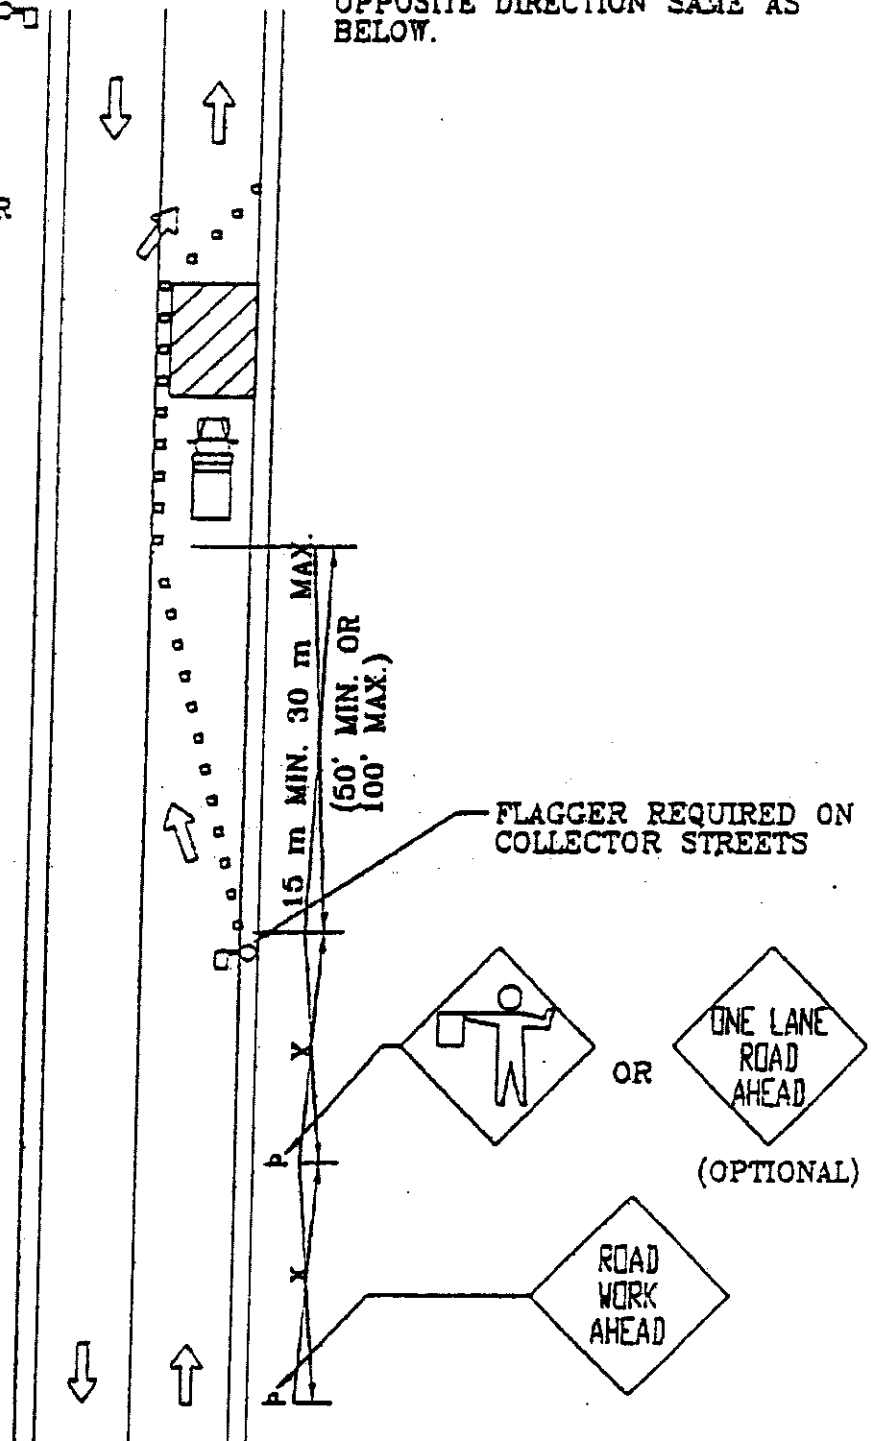 OPPOSITE DIRECTION SAME AS
BELOW.
R
15 m MIN. 30 m MAX.
(50' MIN. OR
100' MAX.)
FLAGGER REQUIRED ON
COLLECTOR STREETS
X
OR
ONE LANE
ROAD
AHEAD
(OPTIONAL)
X
ROAD
WORK
AHEAD